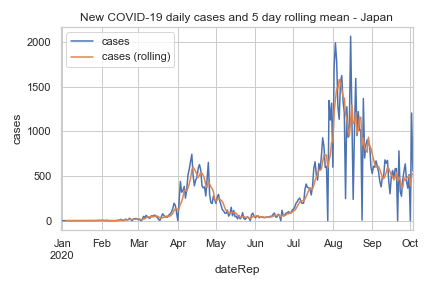 New COVID-19 daily cases and 5 day rolling mean - Japan
cases
cases (rolling)
2000
1500
1000
500
0
cases
Jan Feb Mar Apr May Jun Jul Aug Sep Oct
2020
dateRep